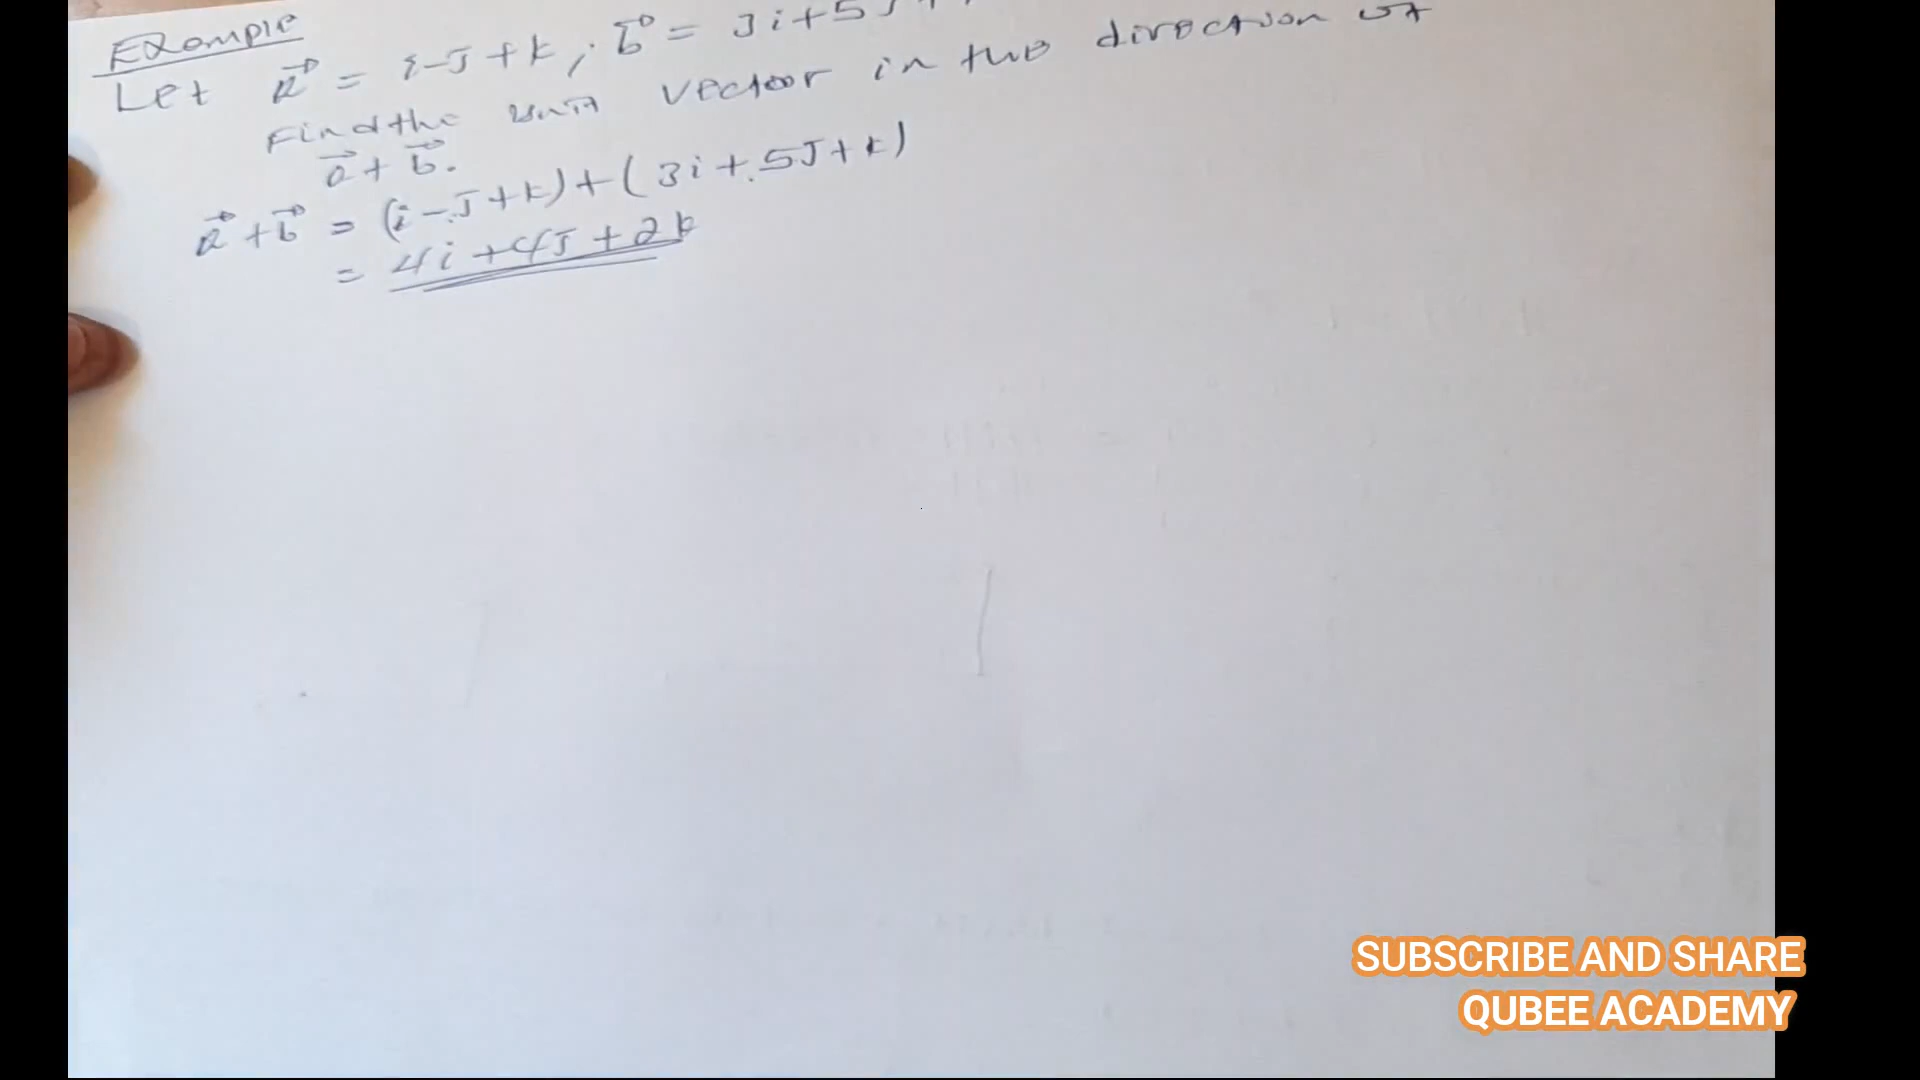 Example
Let a⃗ = i-J+k, b⃗ = 3i+5J+
Find the unit vector in the direction of
a⃗ + b⃗.
a⃗ + b⃗ = (i-J+k)+(3i+5J+k)
= 4i+4J+2k
SUBSCRIBE AND SHARE
QUBEE ACADEMY